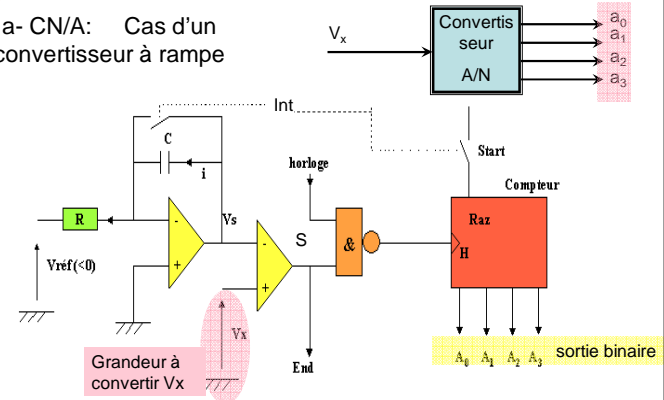 a- CN/A: Cas d'un
convertisseur à rampe
Vx
Convertis
seur
A/N
a0
a1
a2
a3
Int
C
i
Start
horloge
Compteur
R
-
+
Vs
-
+
S
&
Raz
H
Vréf(<0)
Vx
End
Grandeur à
convertir Vx
A0 A1 A2 A3 sortie binaire